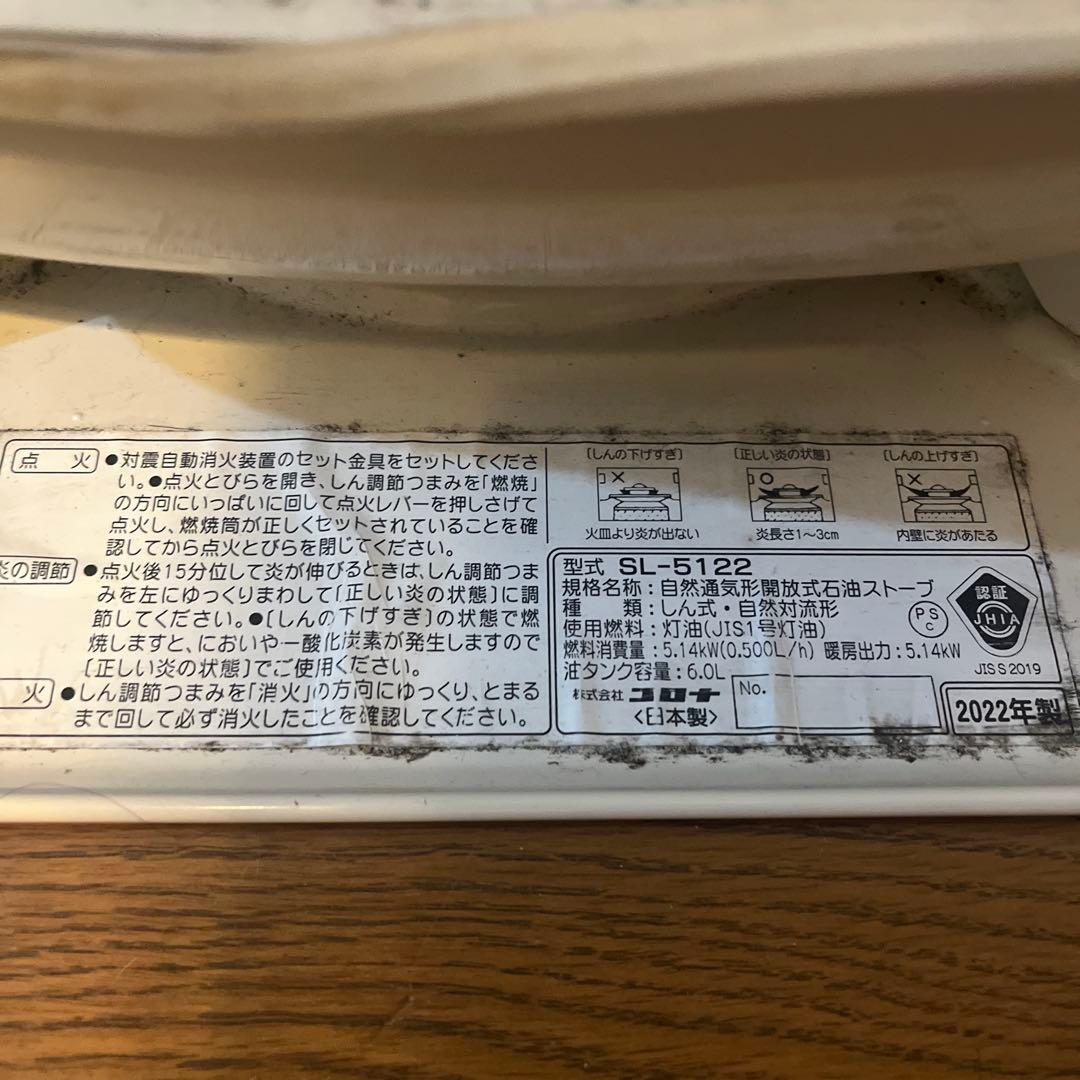 点 火
●対震自動消火装置のセット金具をセットしてくださ
い。●点火とびらを開き、しん調節つまみを「燃焼」
の方向にいっぱいに回して点火レバーを押しさげて
点火し、燃焼筒が正しくセットされていることを確
認してから点火とびらを閉じてください。
炎の調節
●点火後15分位して炎が伸びるときは、しん調節つま
みを左にゆっくりまわして[正しい炎の状態]に調
節してください。●[しんの下げすぎ]の状態で燃
焼しますと、においや一酸化炭素が発生しますので
[正しい炎の状態]でご使用ください。
火
●しん調節つまみを「消火」の方向にゆっくり、とまる
まで回して必ず消火したことを確認してください。
[しんの下げすぎ]
火皿より炎が出ない
[正しい炎の状態]
炎長さ1~3cm
[しんの上げすぎ]
内壁に炎があたる
型式 SL-5122
規格名称:自然通気形開放式石油ストーブ
種 類:しん式・自然対流形
使用燃料:灯油(JIS1号灯油)
燃料消費量:5.14kW(0.500L/h) 暖房出力:5.14kW
油タンク容量:6.0L
株式会社 コロナ
<日本製>
No.
PS
C
認証
JHIA
JIS S 2019
2022年製